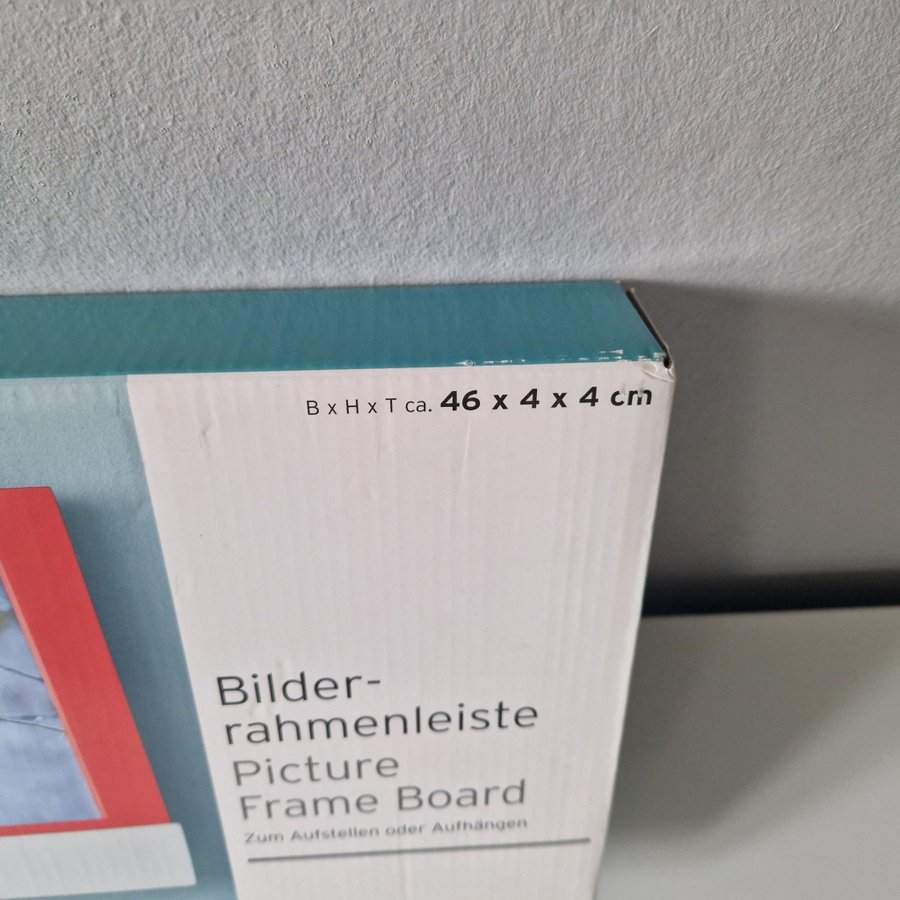 B x H x T ca. 46 x 4 x 4 cm
Bilder-
rahmenleiste
Picture
Frame Board
Zum Aufstellen oder Aufhängen